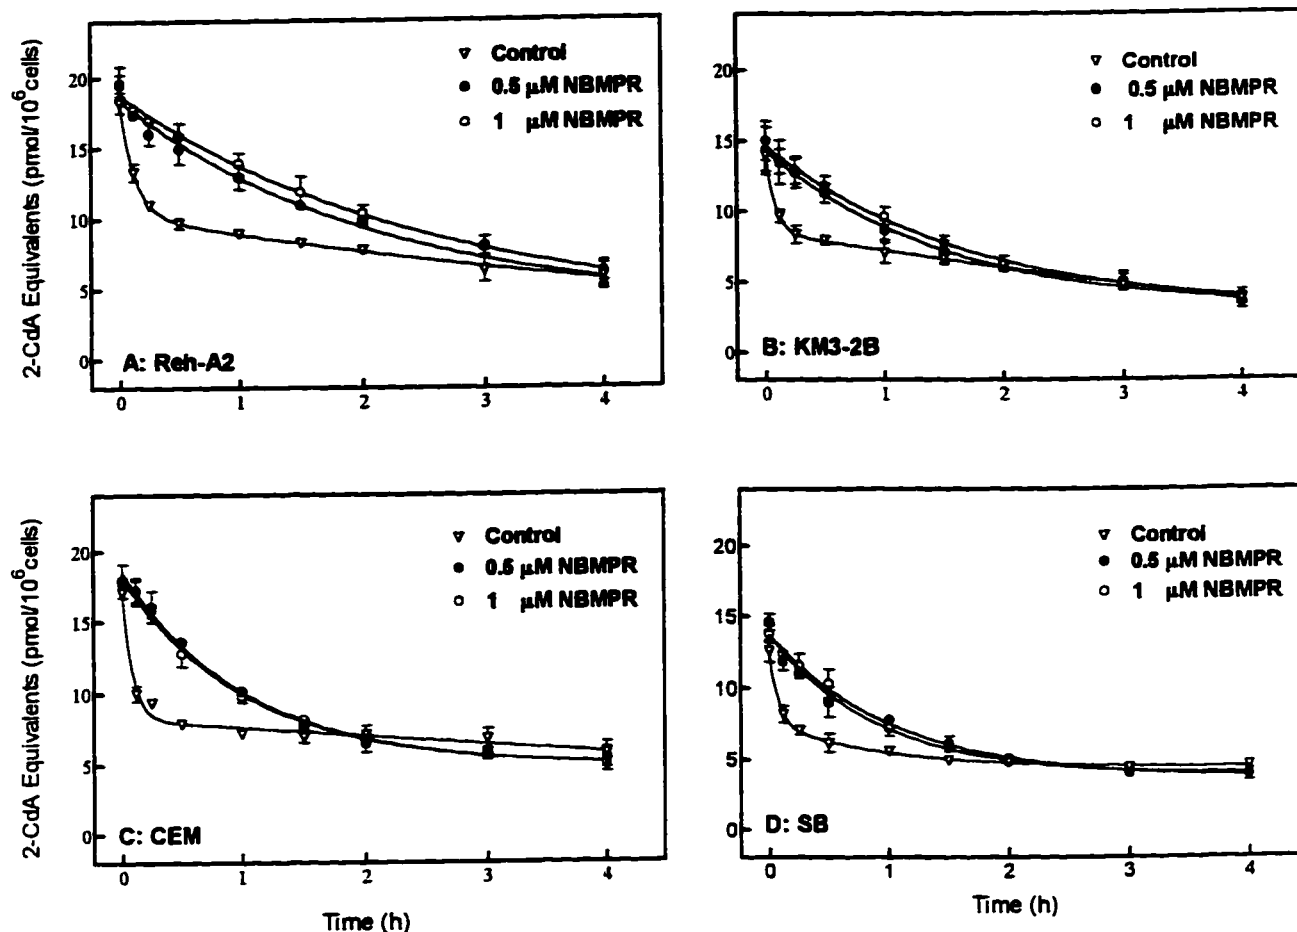 2-CdA Equivalents (pmol/10⁶cells)
20
15
10
5
0
Control
0.5 μM NBMPR
1 μM NBMPR
A: Reh-A2
0 1 2 3 4
20
15
10
5
0
Control
0.5 μM NBMPR
1 μM NBMPR
B: KM3-2B
0 1 2 3 4
2-CdA Equivalents (pmol/10⁶cells)
20
15
10
5
0
Control
0.5 μM NBMPR
1 μM NBMPR
C: CEM
0 1 2 3 4
Time (h)
20
15
10
5
0
Control
0.5 μM NBMPR
1 μM NBMPR
D: SB
0 1 2 3 4
Time (h)